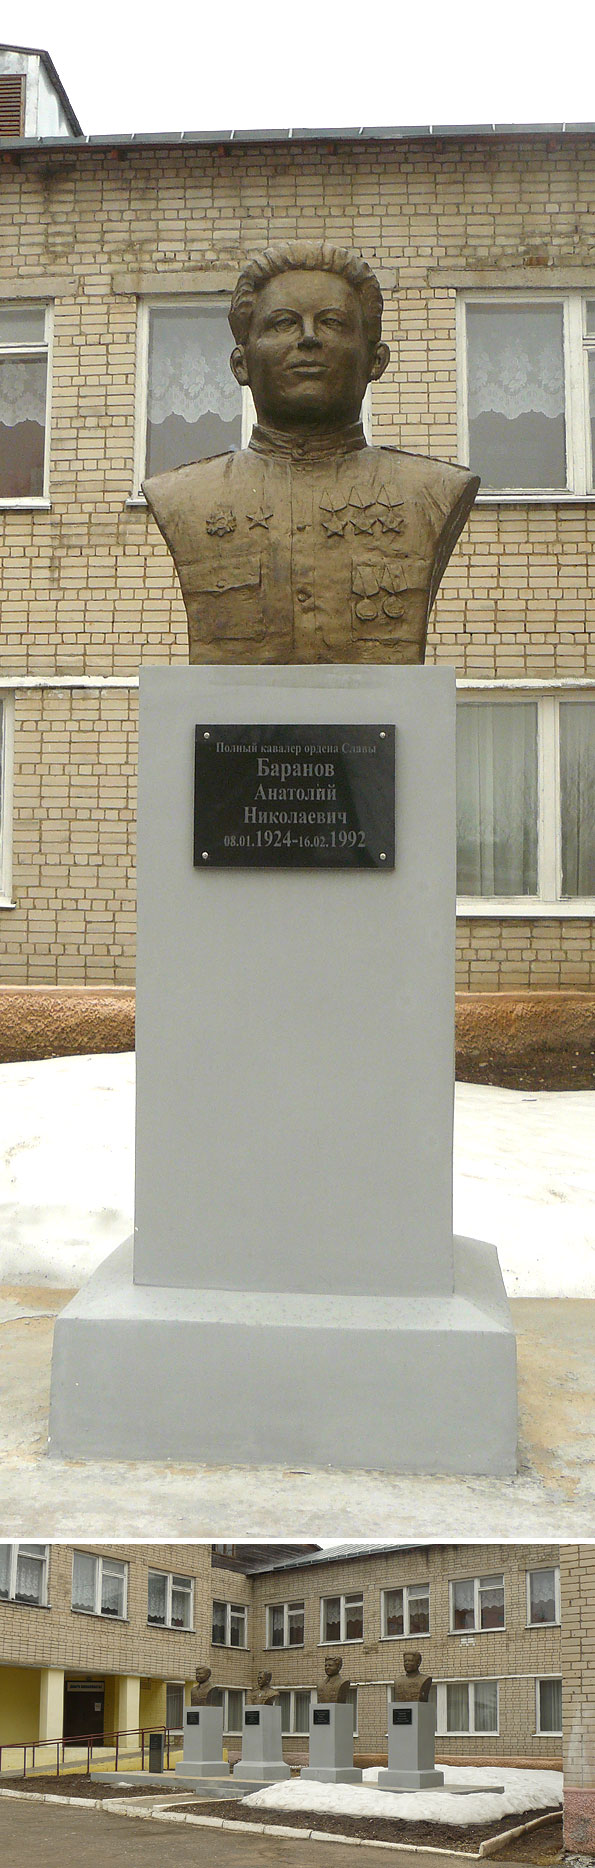 Полный кавалер ордена Славы
Баранов
Анатолий
Николаевич
08.01.1924-16.02.1992